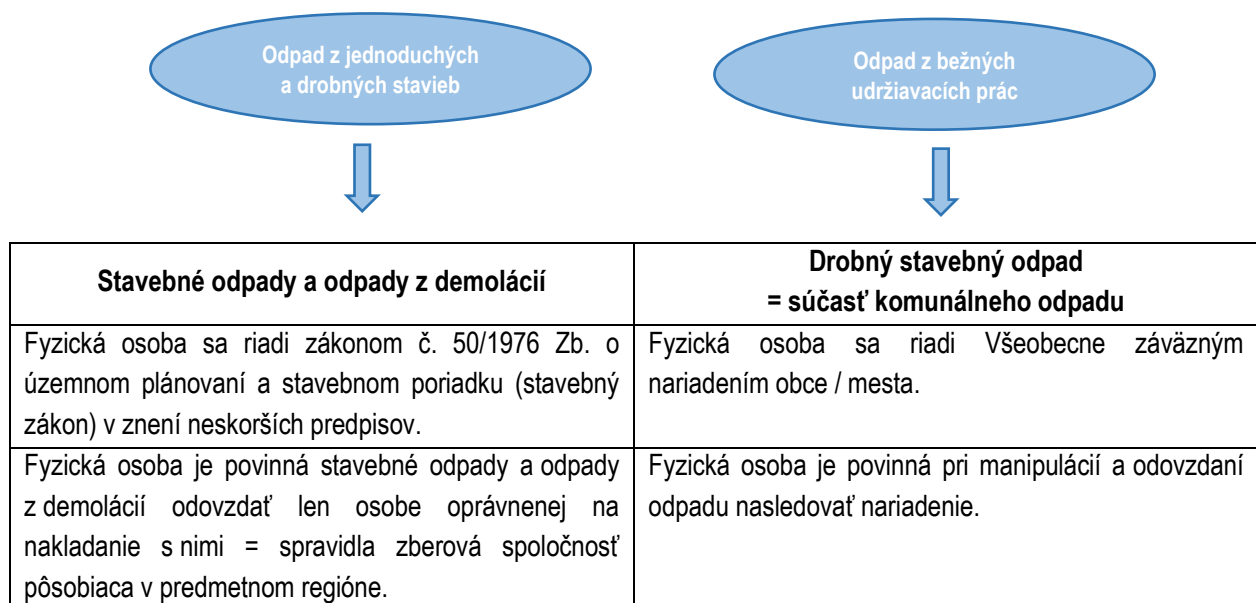 Odpad z jednoduchých
a drobných stavieb
Odpad z bežných
udržiavacích prác
Stavebné odpady a odpady z demolácií
Drobný stavebný odpad
= súčasť komunálneho odpadu
Fyzická osoba sa riadi zákonom č. 50/1976 Zb. o
územnom plánovaní a stavebnom poriadku (stavebný
zákon) v znení neskorších predpisov.
Fyzická osoba sa riadi Všeobecne záväzným
nariadením obce / mesta.
Fyzická osoba je povinná stavebné odpady a odpady
z demolácií odovzdať len osobe oprávnenej na
nakladanie s nimi = spravidla zberová spoločnosť
pôsobiaca v predmetnom regióne.
Fyzická osoba je povinná pri manipulácií a odovzdaní
odpadu nasledovať nariadenie.